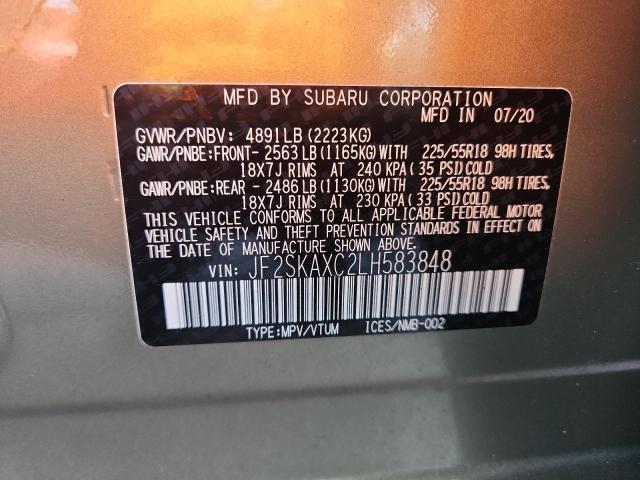 MFD BY SUBARU CORPORATION
MFD IN 07/20
GVWR/PNBV: 4891LB(2223KG)
GAWR/PNBE:FRONT- 2563LB(1165KG)WITH 225/55R18 98H TIRES,
18X7J RIMS AT 240 KPA(35 PSI)COLD
GAWR/PNBE:REAR - 2486LB(1130KG)WITH 225/55R18 98H TIRES,
18X7J RIMS AT 230 KPA(33 PSI)COLD
THIS VEHICLE CONFORMS TO ALL APPLICABLE FEDERAL MOTOR
VEHICLE SAFETY AND THEFT PREVENTION STANDARDS IN EFFECT ON
THE DATE OF MANUFACTURE SHOWN ABOVE.
VIN: JF2SKAXC2LH583848
TYPE:MPV/VTUM ICES/NMB-002